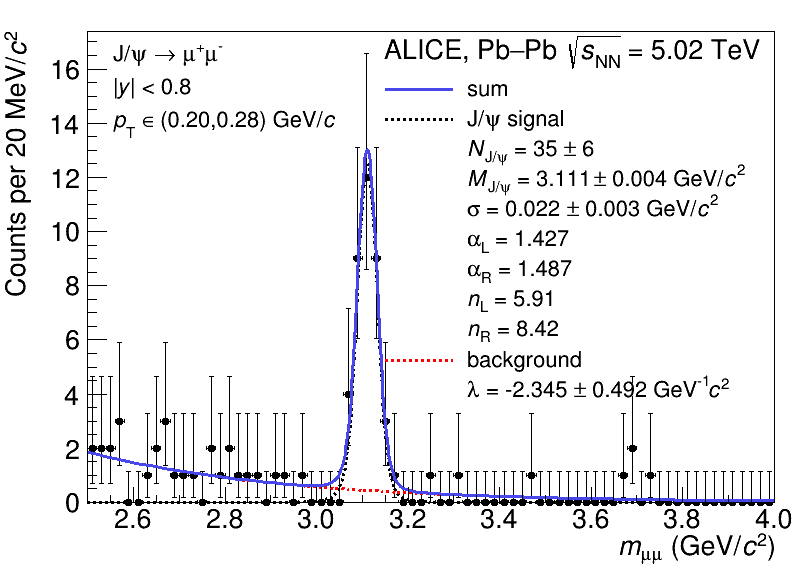 J/ψ → μ⁺μ⁻
|y| < 0.8
p_T ∈ (0.20,0.28) GeV/c
ALICE, Pb–Pb √s_NN = 5.02 TeV
sum
J/ψ signal
N_J/ψ = 35 ± 6
M_J/ψ = 3.111 ± 0.004 GeV/c²
σ = 0.022 ± 0.003 GeV/c²
α_L = 1.427
α_R = 1.487
n_L = 5.91
n_R = 8.42
background
λ = -2.345 ± 0.492 GeV⁻¹c²
Counts per 20 MeV/c²
16
14
12
10
8
6
4
2
0
2.6 2.8 3.0 3.2 3.4 3.6 3.8 4.0
m_μμ (GeV/c²)